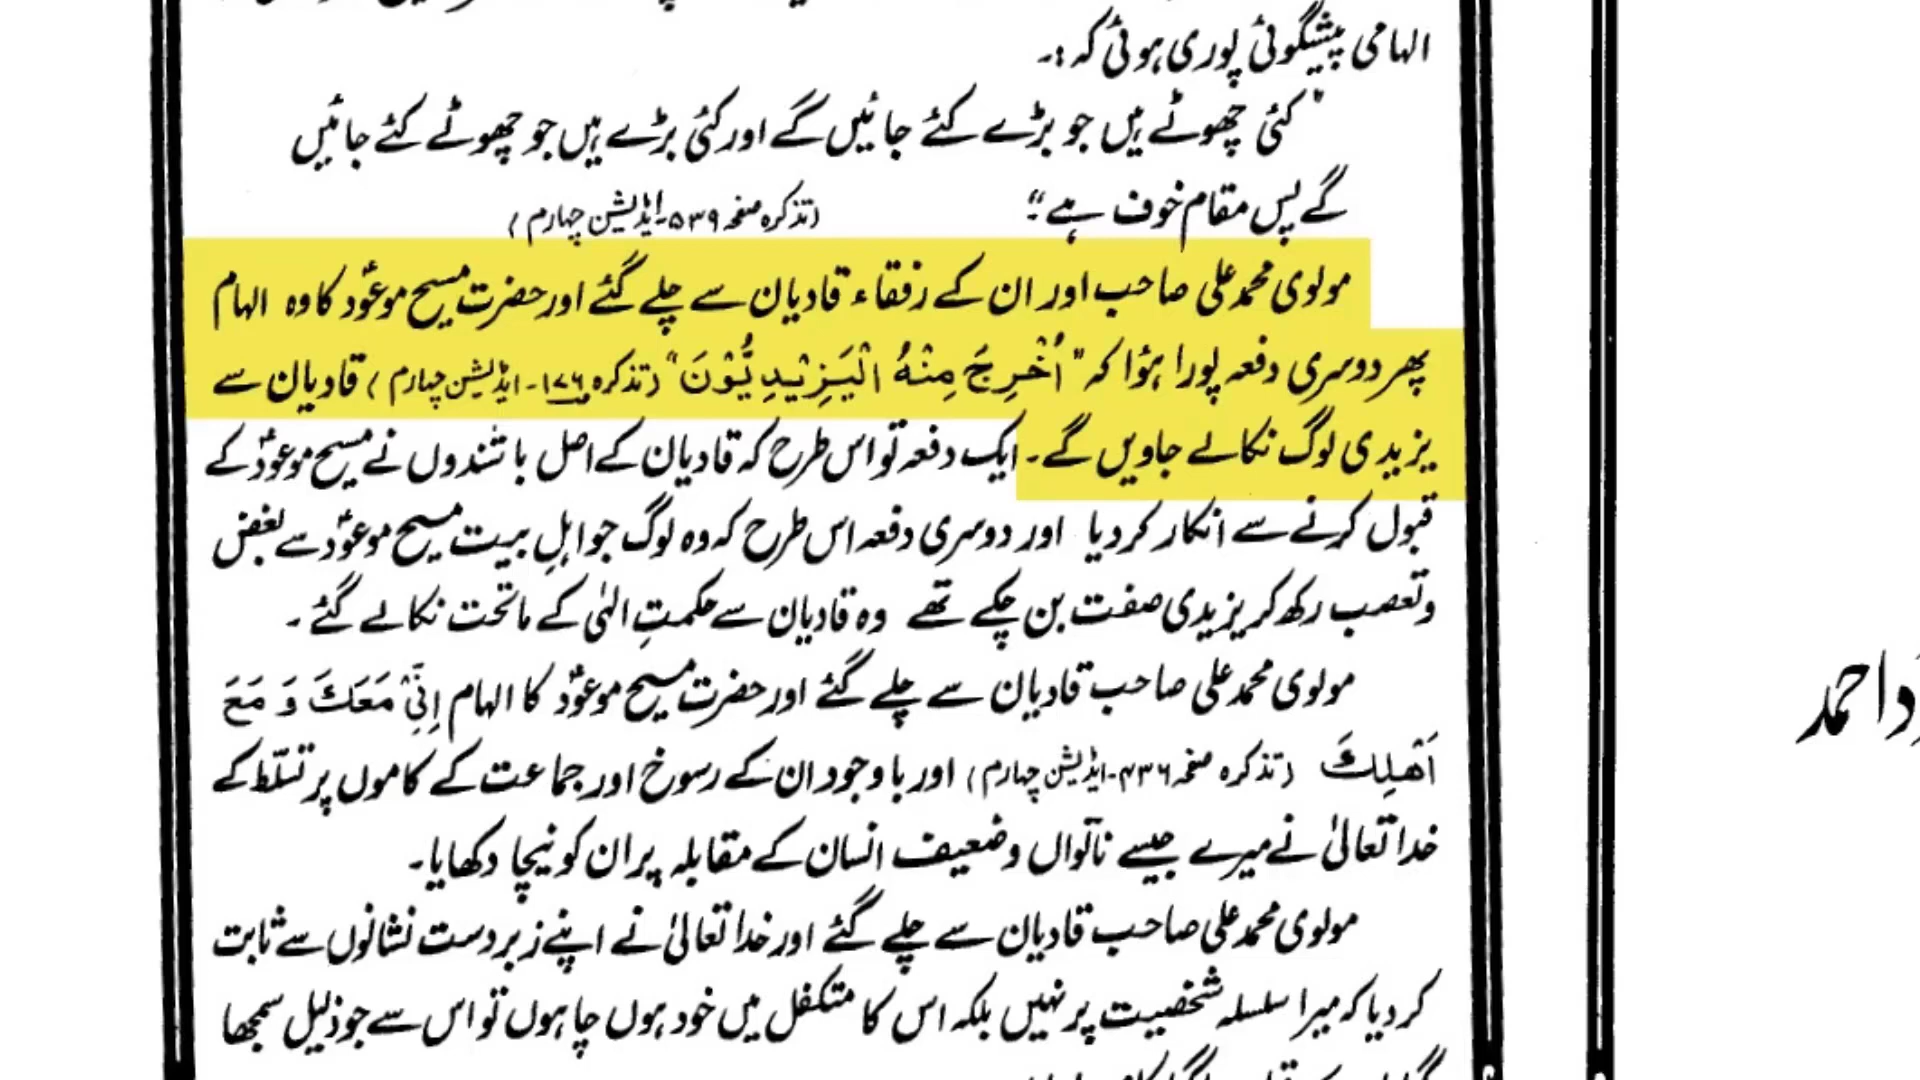 الہامی پیشگوئی پوری ہوئی کہ :۔
"کئی چھوٹے ہیں جو بڑے کئے جائیں گے اور کئی بڑے ہیں جو چھوٹے کئے جائیں
گے پس مقام خوف ہے" (تذکرہ صفحہ ۵۳۹۔ ایڈیشن چہارم)
مولوی محمد علی صاحب اور ان کے رفقاء قادیان سے چلے گئے اور حضرت مسیح موعودؑ کا وہ الہام
پھر دوسری دفعہ پورا ہؤا کہ "اُخْرِجَ مِنْهُ الْيَزِيْدِيُّوْنَ" (تذکرہ ص۱۷۶۔ ایڈیشن چہارم) قادیان سے
یزیدی لوگ نکالے جاویں گے۔ ایک دفعہ تو اس طرح کہ قادیان کے اصل باشندوں نے مسیح موعودؑ کے
قبول کرنے سے انکار کر دیا اور دوسری دفعہ اس طرح کہ وہ لوگ جو اہلِ بیت مسیح موعودؑ سے بغض
وتعصب رکھ کر یزیدی صفت بن چکے تھے وہ قادیان سے حکمتِ الہٰی کے ماتحت نکالے گئے ۔
مولوی محمد علی صاحب قادیان سے چلے گئے اور حضرت مسیح موعودؑ کا الہام اِنِّيْ مَعَكَ وَ مَعَ
اَهْلِكَ (تذکرہ صفحہ ۴۳۶۔ ایڈیشن چہارم) اور باوجود ان کے رسوخ اور جماعت کے کاموں پر تسلّط کے
خدا تعالیٰ نے میرے جیسے ناتواں وضعیف انسان کے مقابلہ پر ان کو نیچا دکھایا۔
مولوی محمد علی صاحب قادیان سے چلے گئے اور خدا تعالیٰ نے اپنے زبردست نشانوں سے ثابت
کر دیا کہ میرا سلسلہ شخصیت پر نہیں بلکہ اس کا متکفل میں خود ہوں چاہوں تو اس سے جو ذلیل سمجھا
احمد